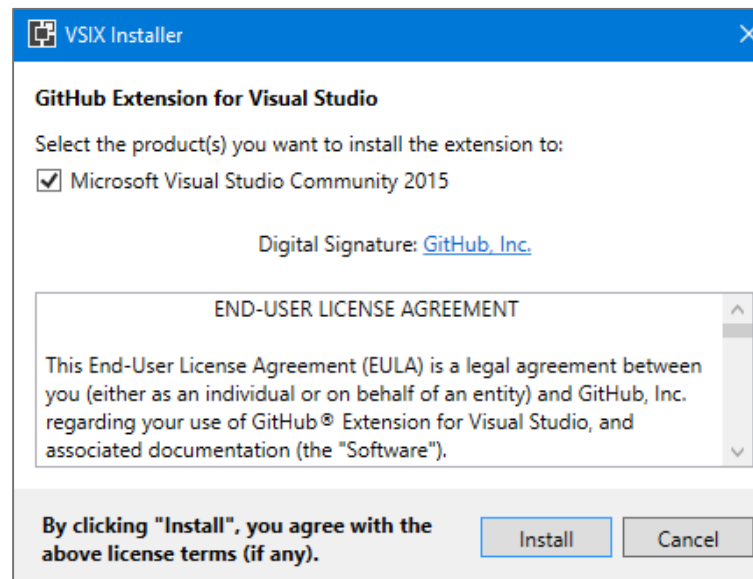 VSIX Installer
GitHub Extension for Visual Studio
Select the product(s) you want to install the extension to:
Microsoft Visual Studio Community 2015
Digital Signature: GitHub, Inc.
END-USER LICENSE AGREEMENT
This End-User License Agreement (EULA) is a legal agreement between
you (either as an individual or on behalf of an entity) and GitHub, Inc.
regarding your use of GitHub® Extension for Visual Studio, and
associated documentation (the "Software").
By clicking "Install", you agree with the
above license terms (if any).
Install
Cancel